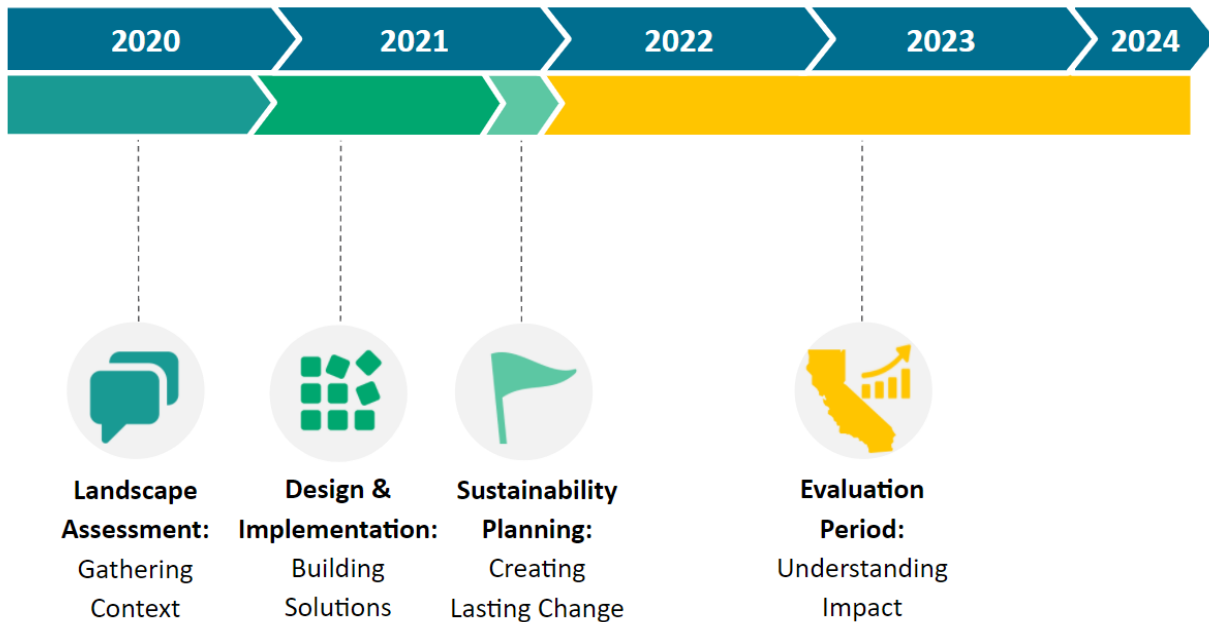 2020
2021
2022
2023
2024
Landscape
Assessment:
Gathering
Context
Design &
Implementation:
Building
Solutions
Sustainability
Planning:
Creating
Lasting Change
Evaluation
Period:
Understanding
Impact